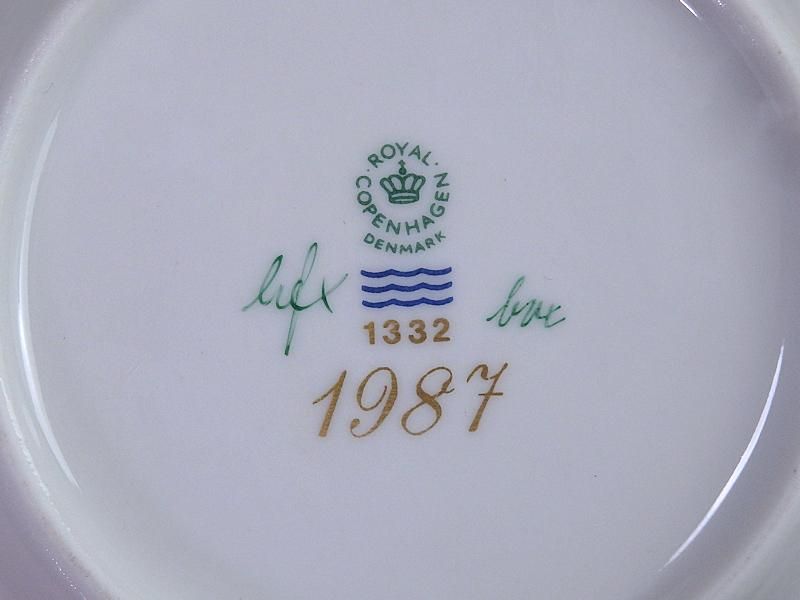 ROYAL
COPENHAGEN
DENMARK
1332
1987